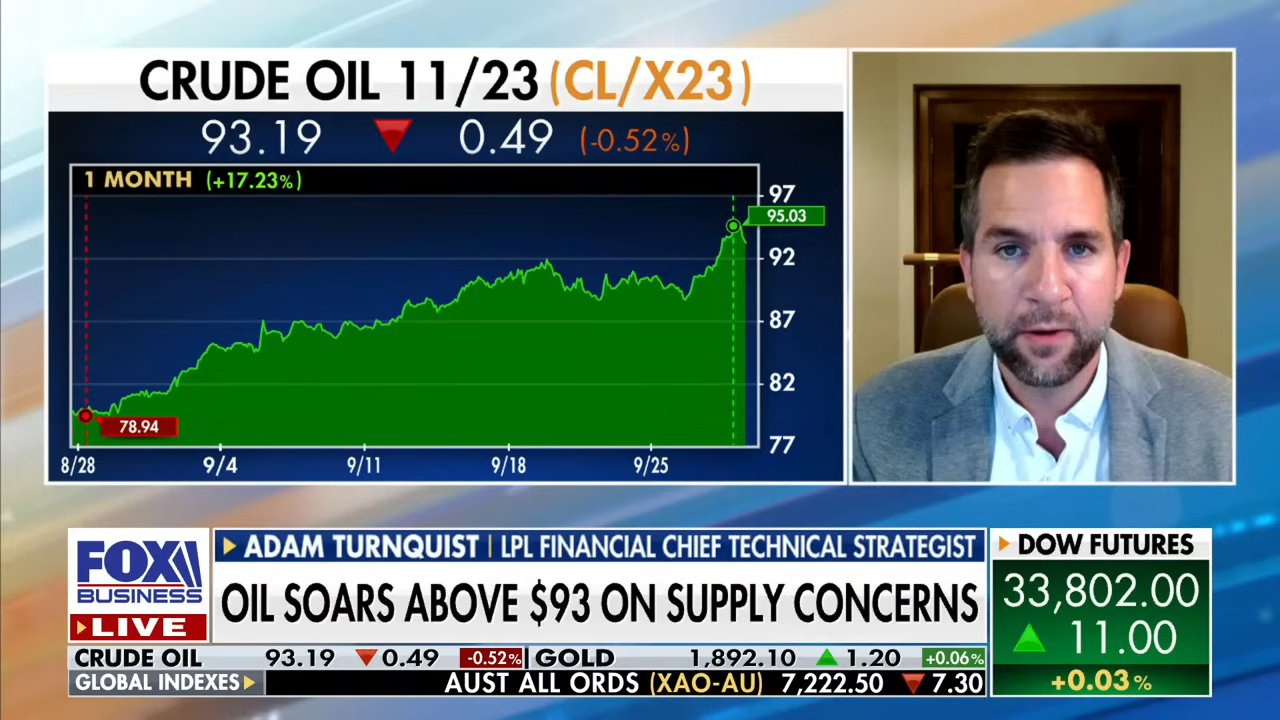 CRUDE OIL 11/23 (CL/X23)
93.19 ▼ 0.49 (-0.52%)
1 MONTH (+17.23%)
97
95.03
92
87
82
78.94
77
8/28 9/4 9/11 9/18 9/25
FOX BUSINESS
LIVE
ADAM TURNQUIST | LPL FINANCIAL CHIEF TECHNICAL STRATEGIST
OIL SOARS ABOVE $93 ON SUPPLY CONCERNS
DOW FUTURES
33,802.00
▲ 11.00
+0.03%
CRUDE OIL 93.19 ▼ 0.49 -0.52% GOLD 1,892.10 ▲ 1.20 +0.06%
GLOBAL INDEXES AUST ALL ORDS (XAO-AU) 7,222.50 ▼ 7.30